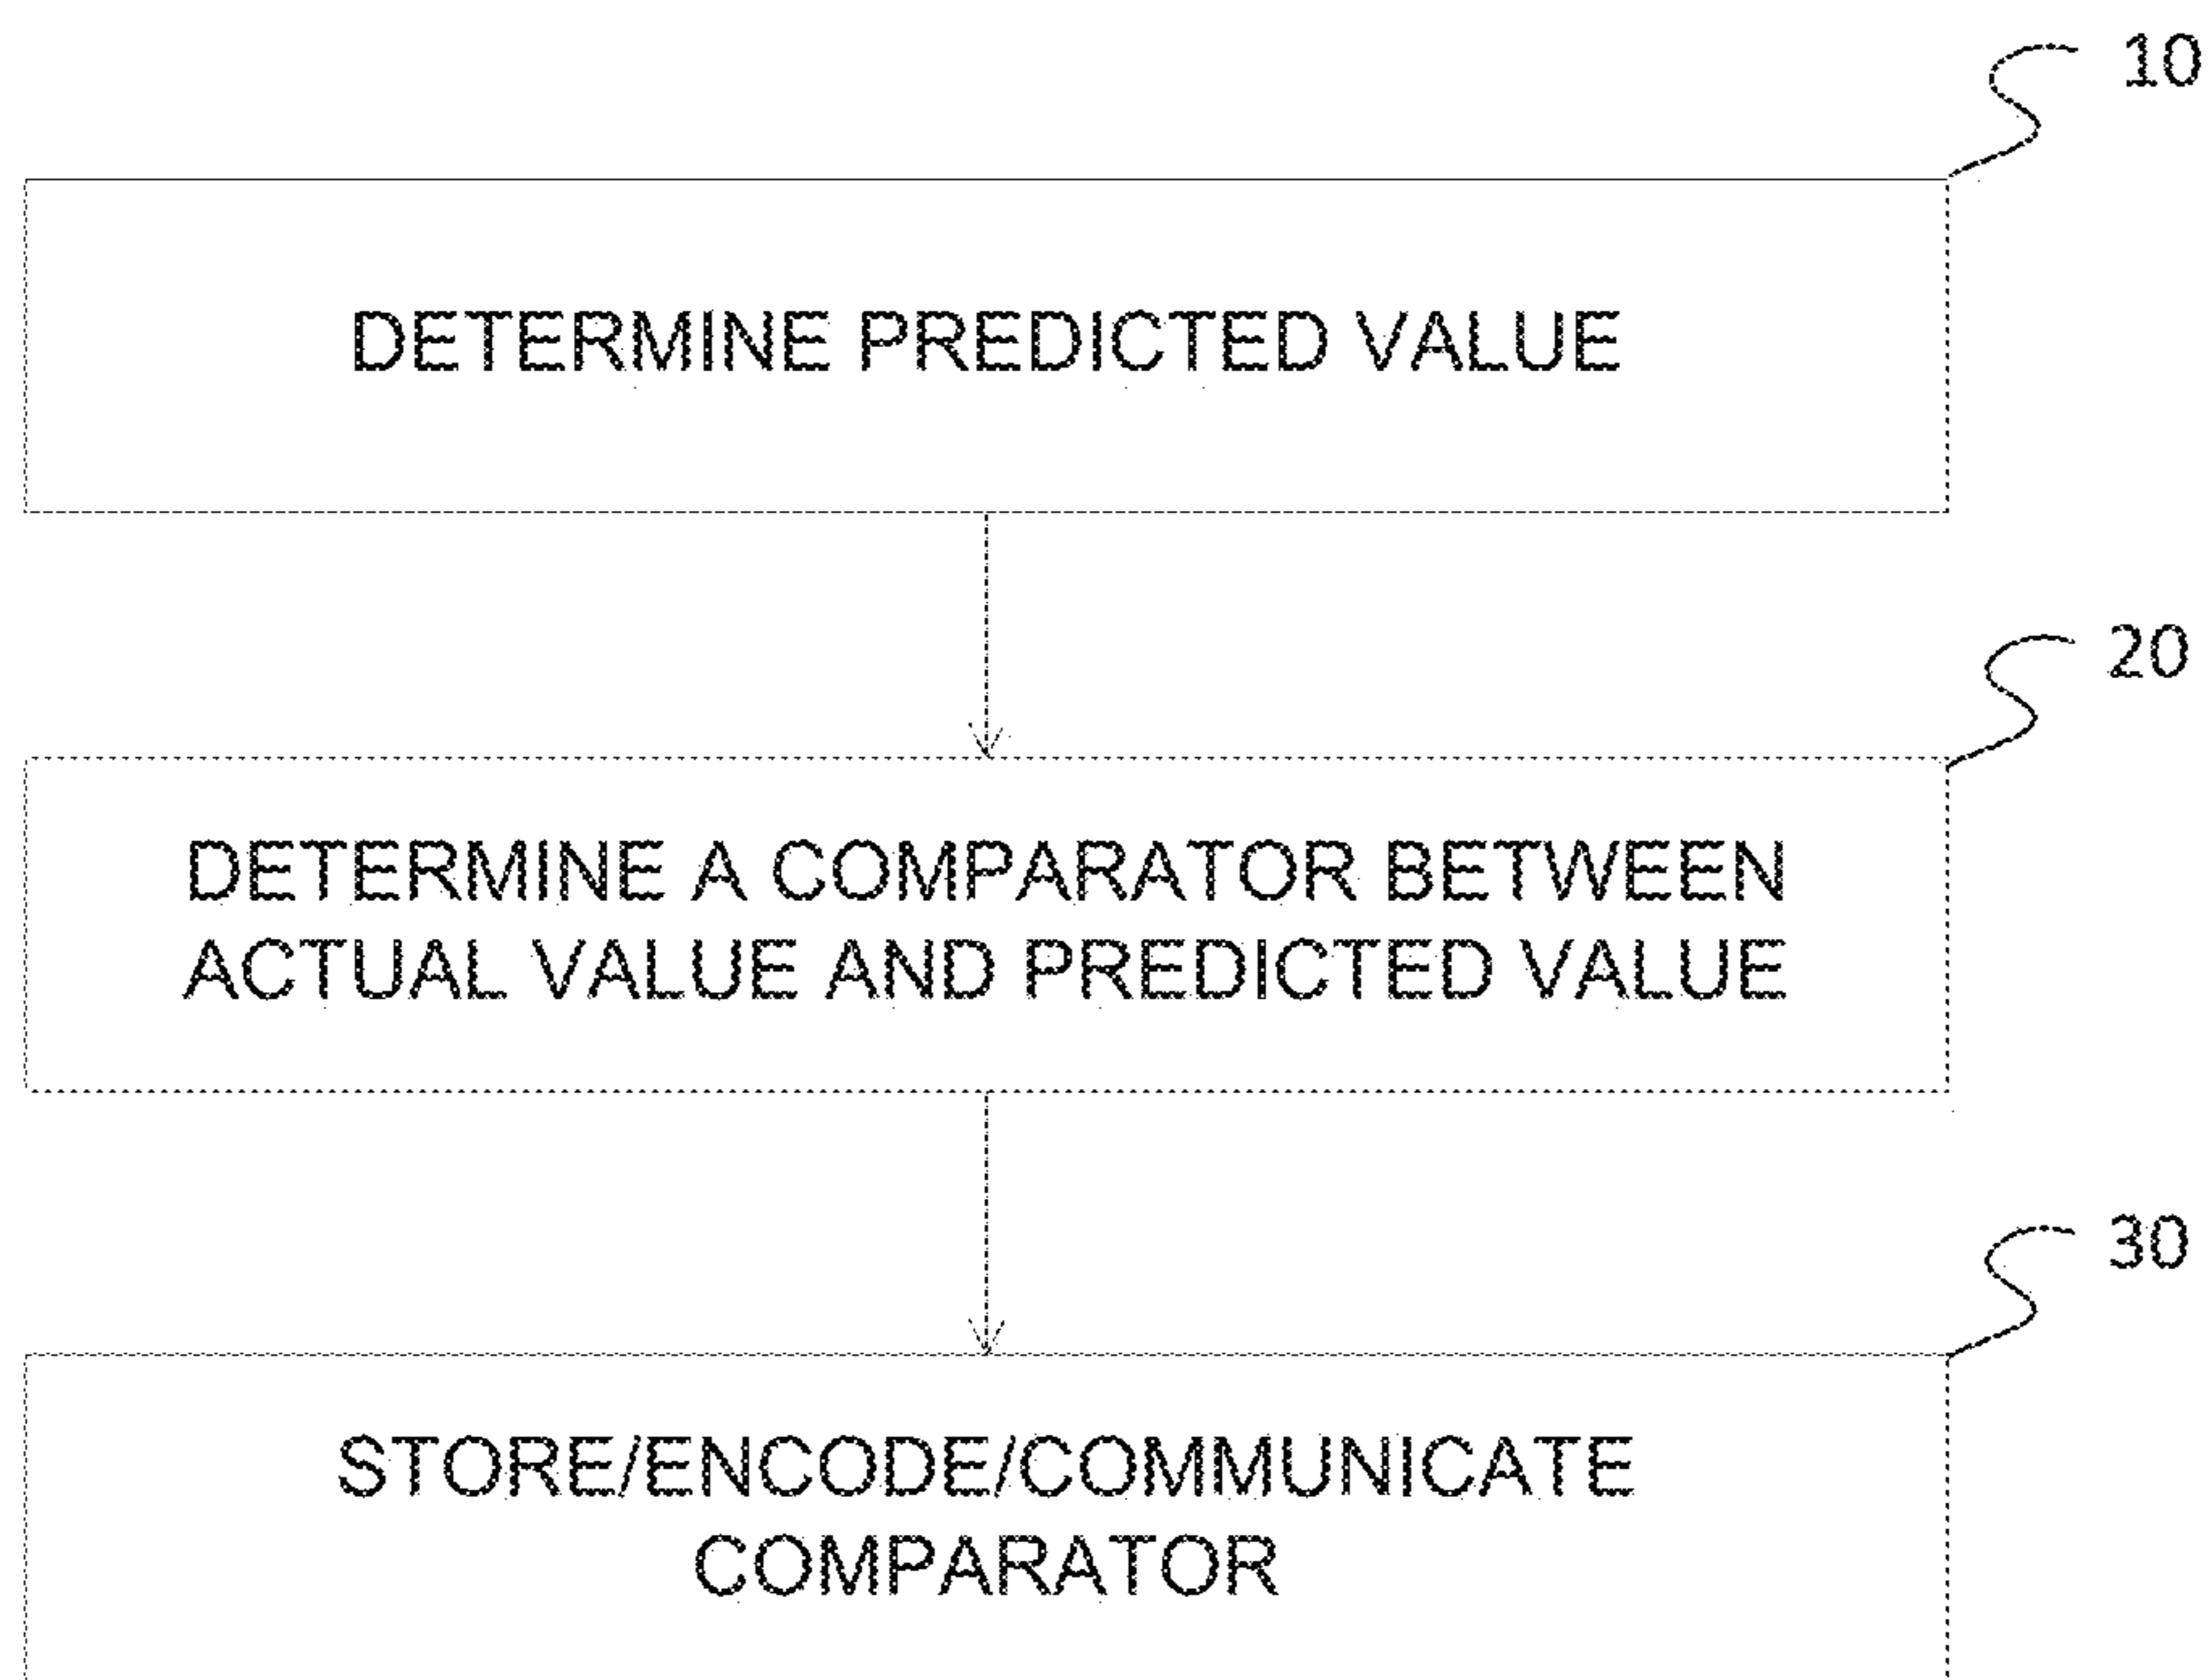 10
DETERMINE PREDICTED VALUE
20
DETERMINE A COMPARATOR BETWEEN
ACTUAL VALUE AND PREDICTED VALUE
30
STORE/ENCODE/COMMUNICATE
COMPARATOR